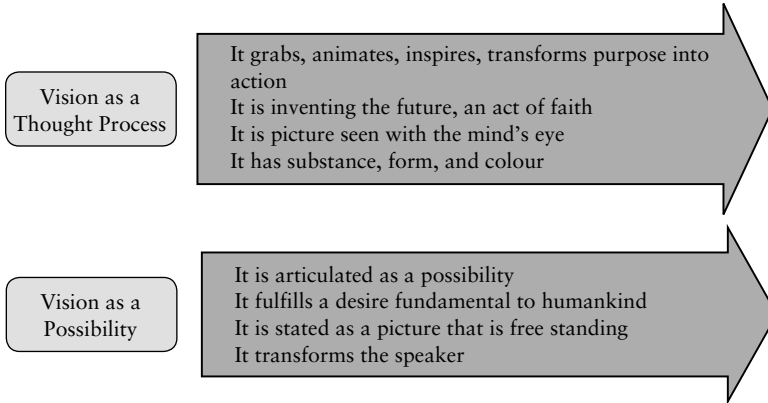 Vision as a
Thought Process
It grabs, animates, inspires, transforms purpose into
action
It is inventing the future, an act of faith
It is picture seen with the mind’s eye
It has substance, form, and colour
Vision as a
Possibility
It is articulated as a possibility
It fulfills a desire fundamental to humankind
It is stated as a picture that is free standing
It transforms the speaker